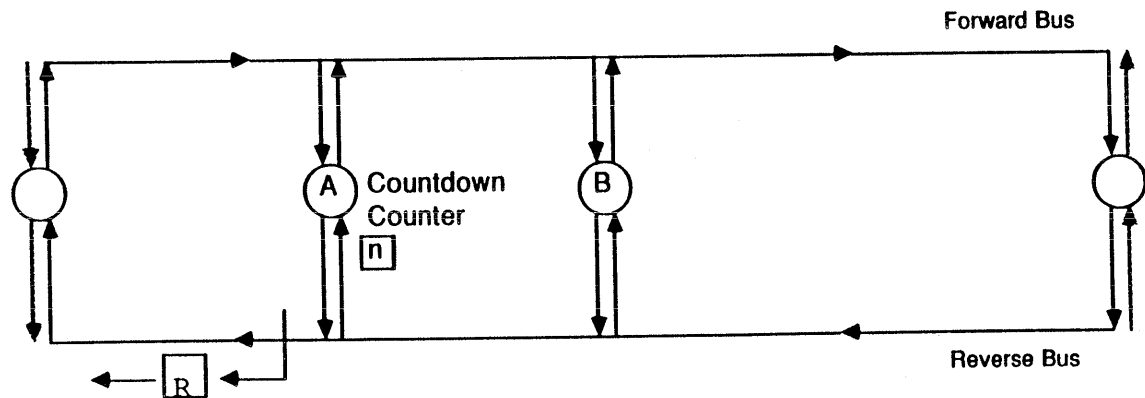 Forward Bus
A
Countdown
Counter
n
B
R
Reverse Bus